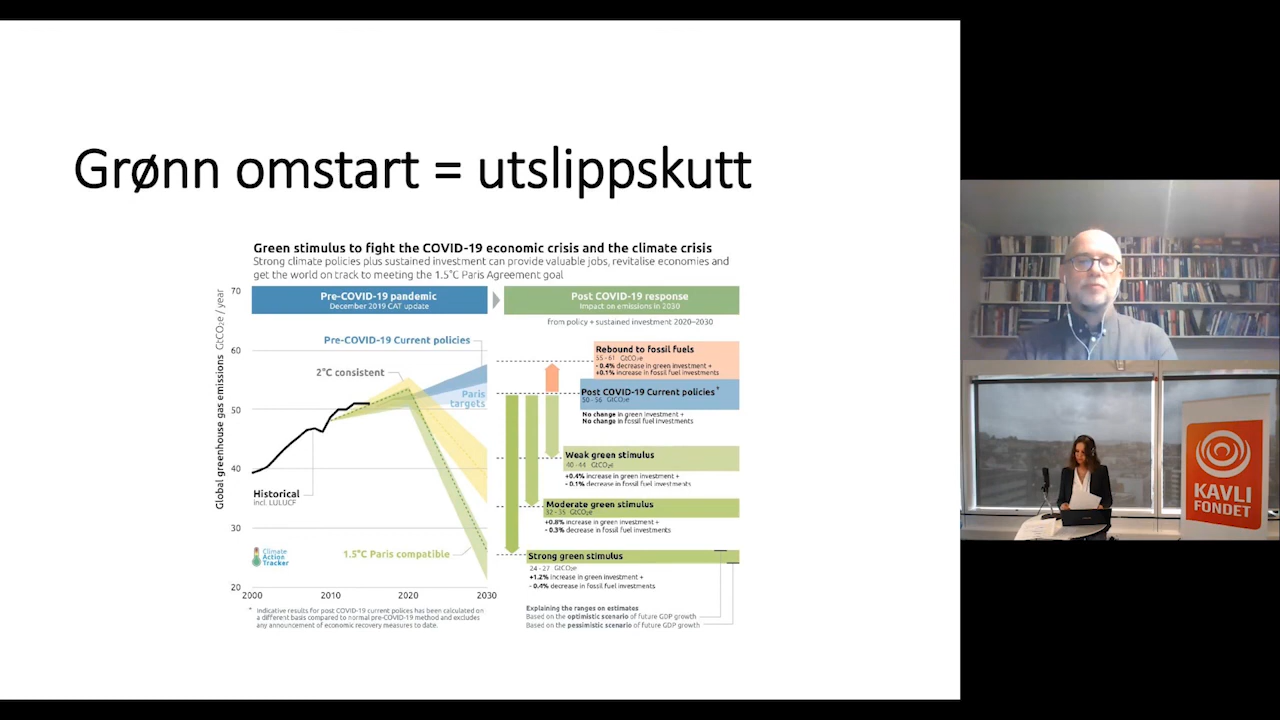 Grønn omstart = utslippskutt
Green stimulus to fight the COVID-19 economic crisis and the climate crisis
Strong climate policies plus sustained investment can provide valuable jobs, revitalise economies and
get the world on track to meeting the 1.5°C Paris Agreement goal
Global greenhouse gas emissions GtCO₂e / year
70
60
50
40
30
20
2000
2010
2020
2030
Pre-COVID-19 pandemic
December 2019 CAT update
Pre-COVID-19 Current policies
2°C consistent
Paris
targets
Historical
incl. LULUCF
1.5°C Paris compatible
Climate
Action
Tracker
* Indicative results for post COVID-19 current polices has been calculated on
a different basis compared to normal pre-COVID-19 method and excludes
any announcement of economic recovery measures to date.
Post COVID-19 response
Impact on emissions in 2030
from policy + sustained investment 2020–2030
Rebound to fossil fuels
55 - 61 GtCO₂e
- 0.4% decrease in green investment +
+0.1% increase in fossil fuel investments
Post COVID-19 Current policies*
50 - 56 GtCO₂e
No change in green investment +
No change in fossil fuel investments
Weak green stimulus
40 - 44 GtCO₂e
+0.4% increase in green investment +
- 0.1% decrease in fossil fuel investments
Moderate green stimulus
32 - 35 GtCO₂e
+0.8% increase in green investment +
- 0.3% decrease in fossil fuel investments
Strong green stimulus
24 - 27 GtCO₂e
+1.2% increase in green investment +
- 0.4% decrease in fossil fuel investments
Explaining the ranges on estimates
Based on the optimistic scenario of future GDP growth
Based on the pessimistic scenario of future GDP growth
KAVLI
FONDET